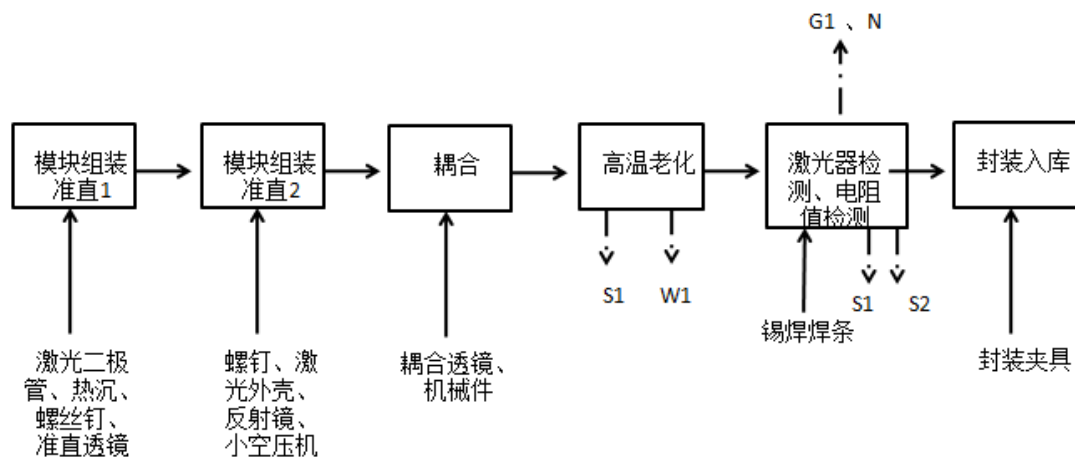 G1 、N
模块组装
准直1
模块组装
准直2
耦合
高温老化
激光器检
测、电阻
值检测
封装入库
S1
W1
S1
S2
锡焊焊条
激光二极
管、热沉、
螺丝钉、
准直透镜
螺钉、激
光外壳、
反射镜、
小空压机
耦合透镜、
机械件
封装夹具